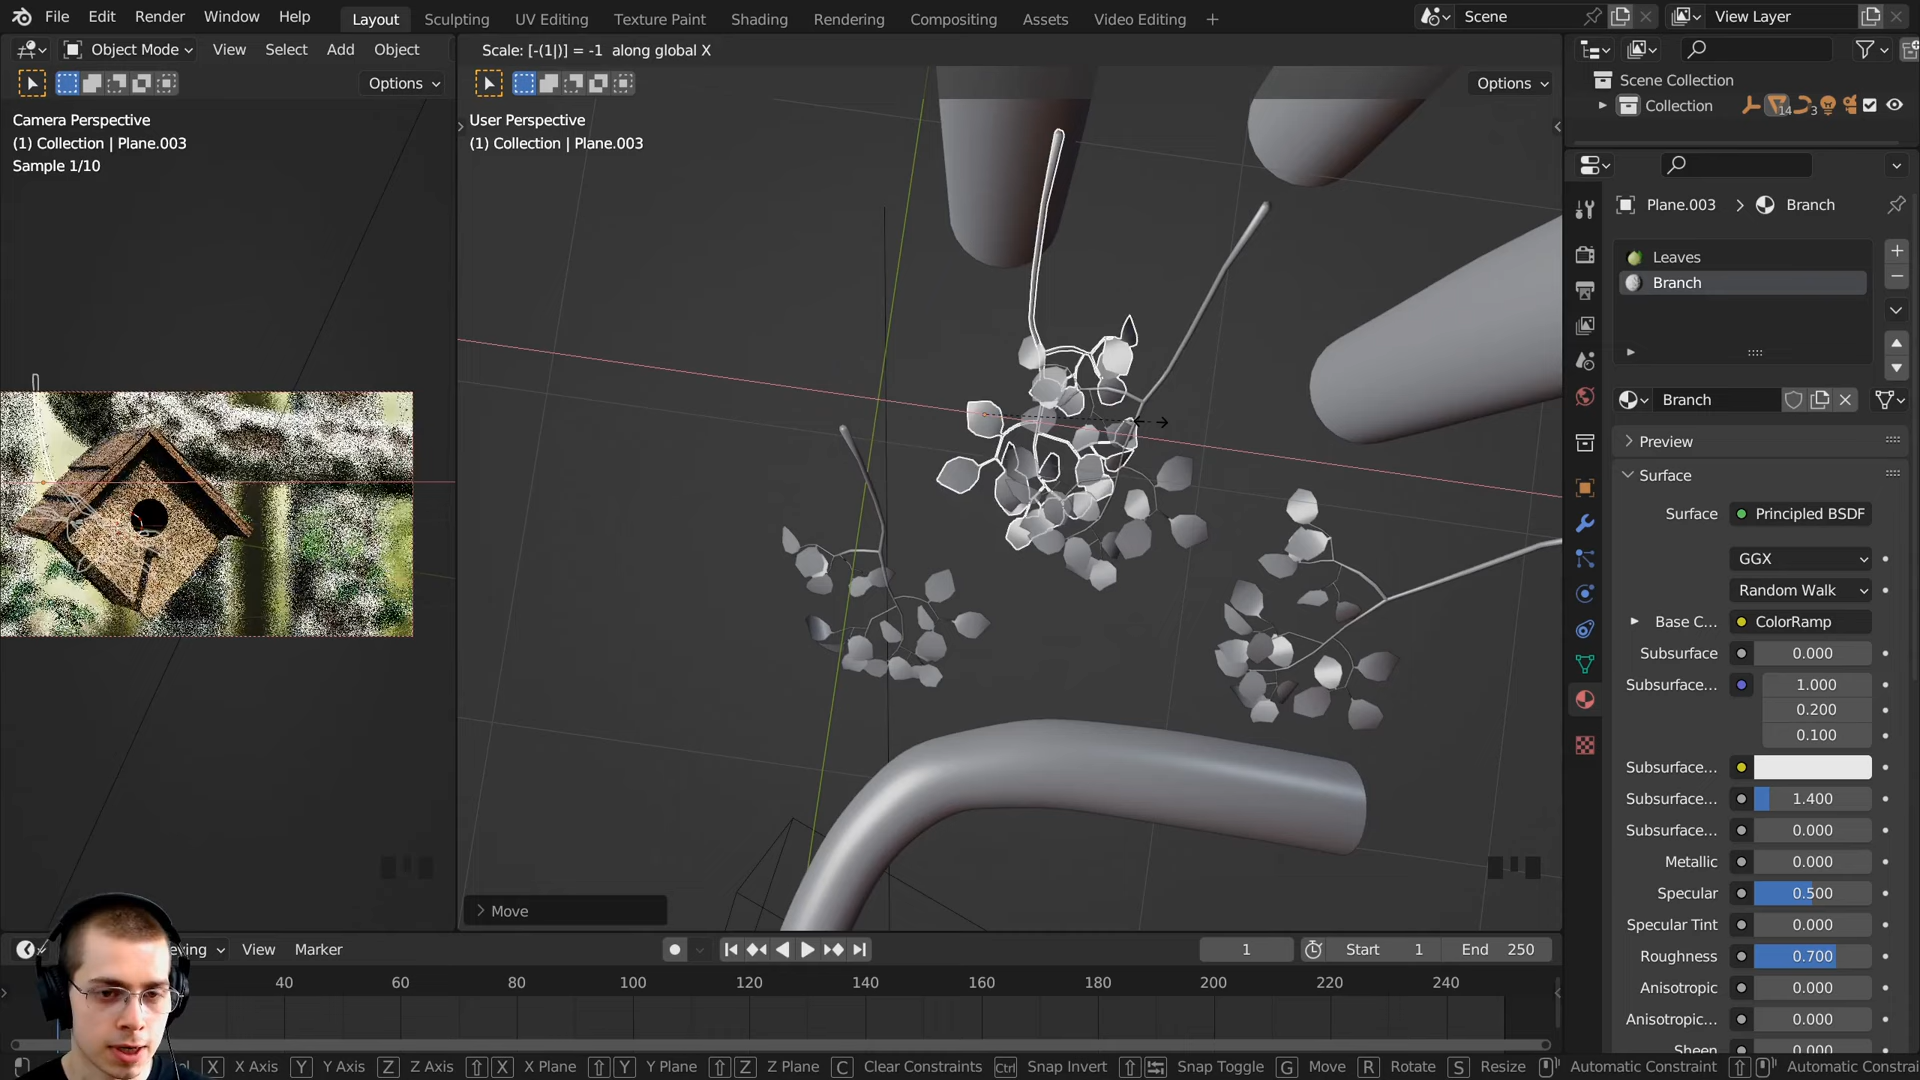 File Edit Render Window Help Layout Sculpting UV Editing Texture Paint Shading Rendering Compositing Assets Video Editing + Scene View Layer
Object Mode View Select Add Object
Scale: [-(1|)] = -1 along global X
Options
Options
Camera Perspective
(1) Collection | Plane.003
Sample 1/10
User Perspective
(1) Collection | Plane.003
Move
Scene Collection
Collection 14 3
Plane.003 > Branch
Leaves
Branch
Branch
Preview
Surface
Surface Principled BSDF
GGX
Random Walk
Base C... ColorRamp
Subsurface 0.000
Subsurface... 1.000
0.200
0.100
Subsurface...
Subsurface... 1.400
Subsurface... 0.000
Metallic 0.000
Specular 0.500
Specular Tint 0.000
Roughness 0.700
Anisotropic 0.000
Anisotropic... 0.000
Sheen 0.000
eying View Marker 1 Start 1 End 250
40 60 80 100 120 140 160 180 200 220 240
X X Axis Y Y Axis Z Z Axis X X Plane Y Y Plane Z Z Plane C Clear Constraints Ctrl Snap Invert Snap Toggle G Move R Rotate S Resize Automatic Constraint Automatic Constrai